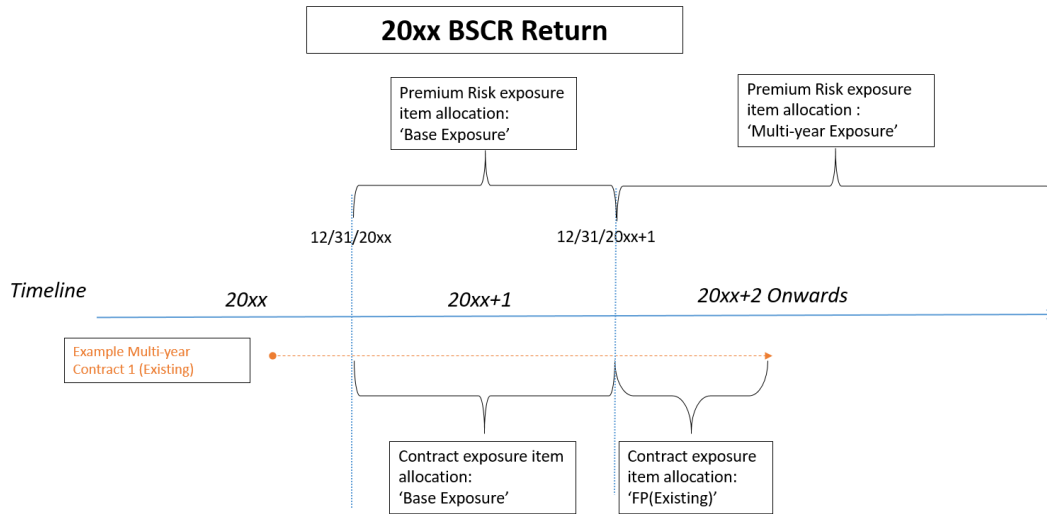 20xx BSCR Return
Premium Risk exposure
item allocation:
‘Base Exposure’
Premium Risk exposure
item allocation :
‘Multi-year Exposure’
12/31/20xx
12/31/20xx+1
Timeline
20xx
20xx+1
20xx+2 Onwards
Example Multi-year
Contract 1 (Existing)
Contract exposure item
allocation:
‘Base Exposure’
Contract exposure
item allocation:
‘FP(Existing)’